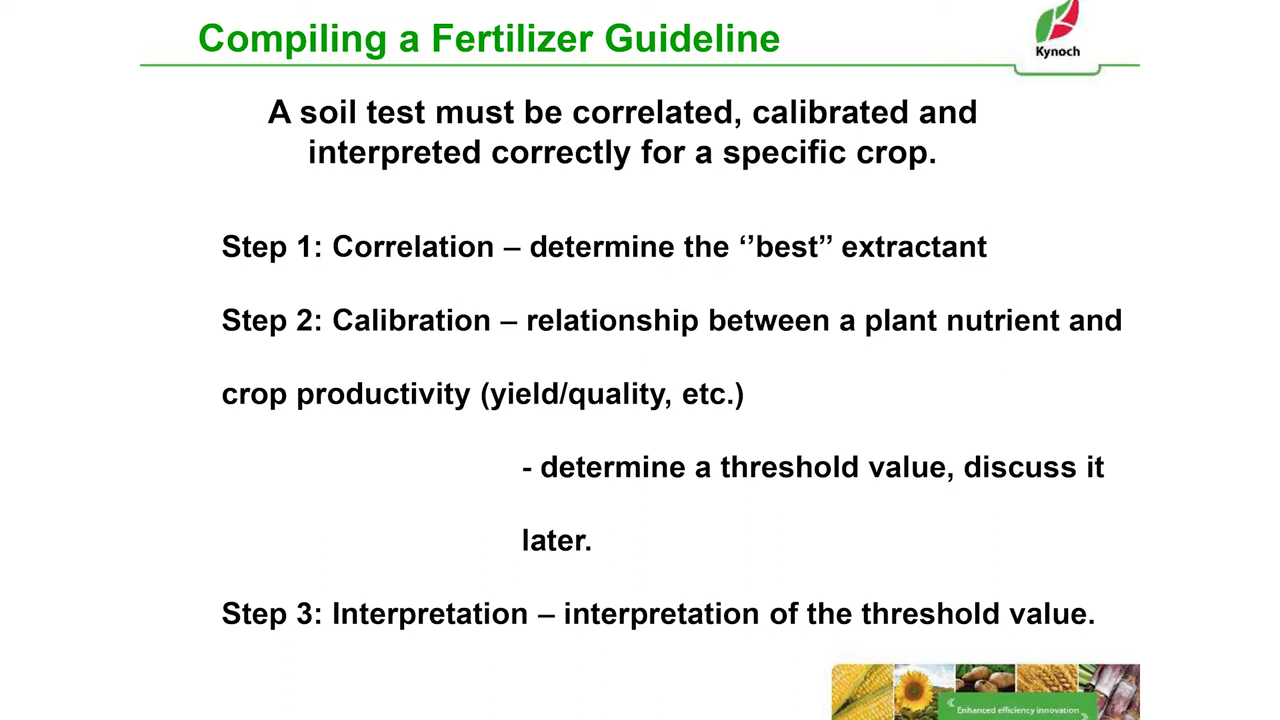 Compiling a Fertilizer Guideline
Kynoch
A soil test must be correlated, calibrated and
interpreted correctly for a specific crop.
Step 1: Correlation – determine the ‘’best’’ extractant
Step 2: Calibration – relationship between a plant nutrient and
crop productivity (yield/quality, etc.)
- determine a threshold value, discuss it
later.
Step 3: Interpretation – interpretation of the threshold value.
Enhanced efficiency innovation